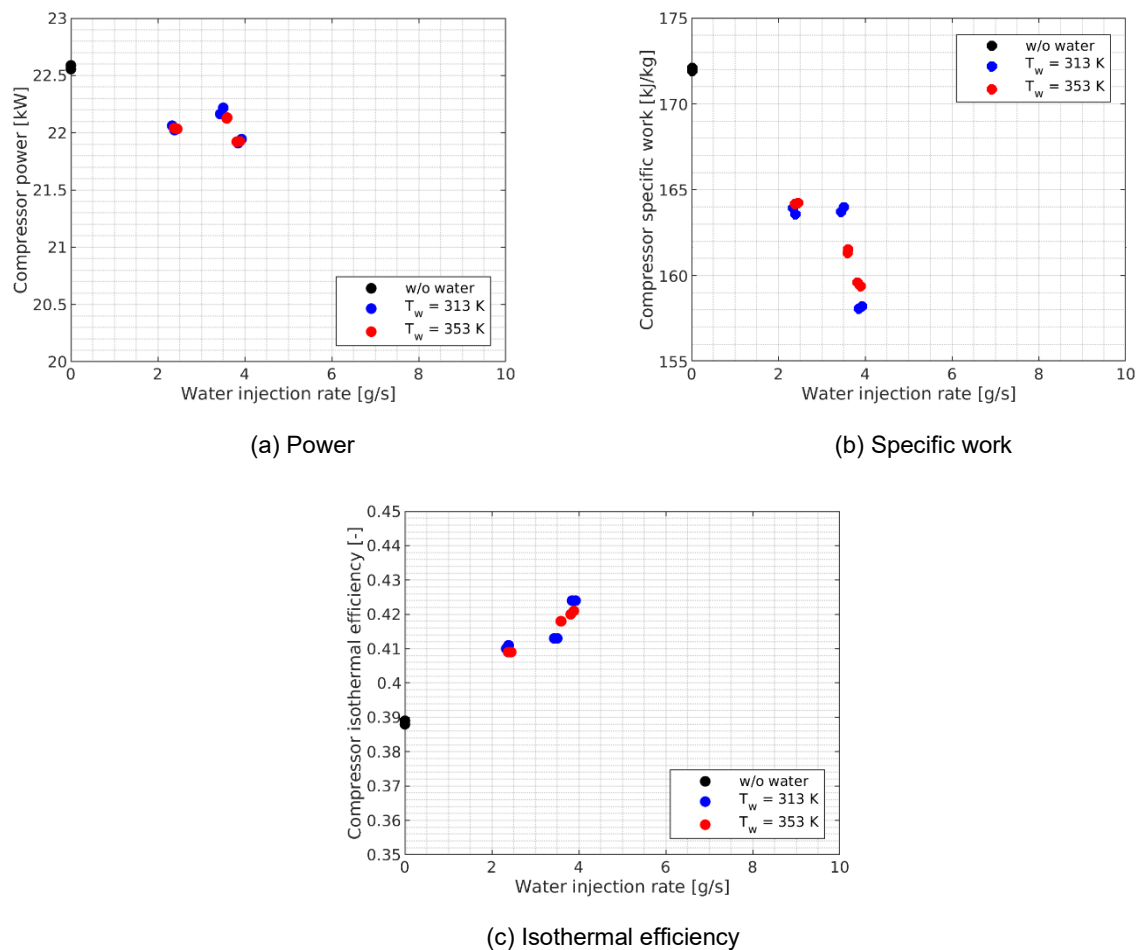 23
22.5
22
21.5
21
20.5
20
Compressor power [kW]
0 2 4 6 8 10
Water injection rate [g/s]
w/o water
T_w = 313 K
T_w = 353 K
(a) Power
175
170
165
160
155
Compressor specific work [kj/kg]
0 2 4 6 8 10
Water injection rate [g/s]
w/o water
T_w = 313 K
T_w = 353 K
(b) Specific work
0.45
0.44
0.43
0.42
0.41
0.4
0.39
0.38
0.37
0.36
0.35
Compressor isothermal efficiency [-]
0 2 4 6 8 10
Water injection rate [g/s]
w/o water
T_w = 313 K
T_w = 353 K
(c) Isothermal efficiency